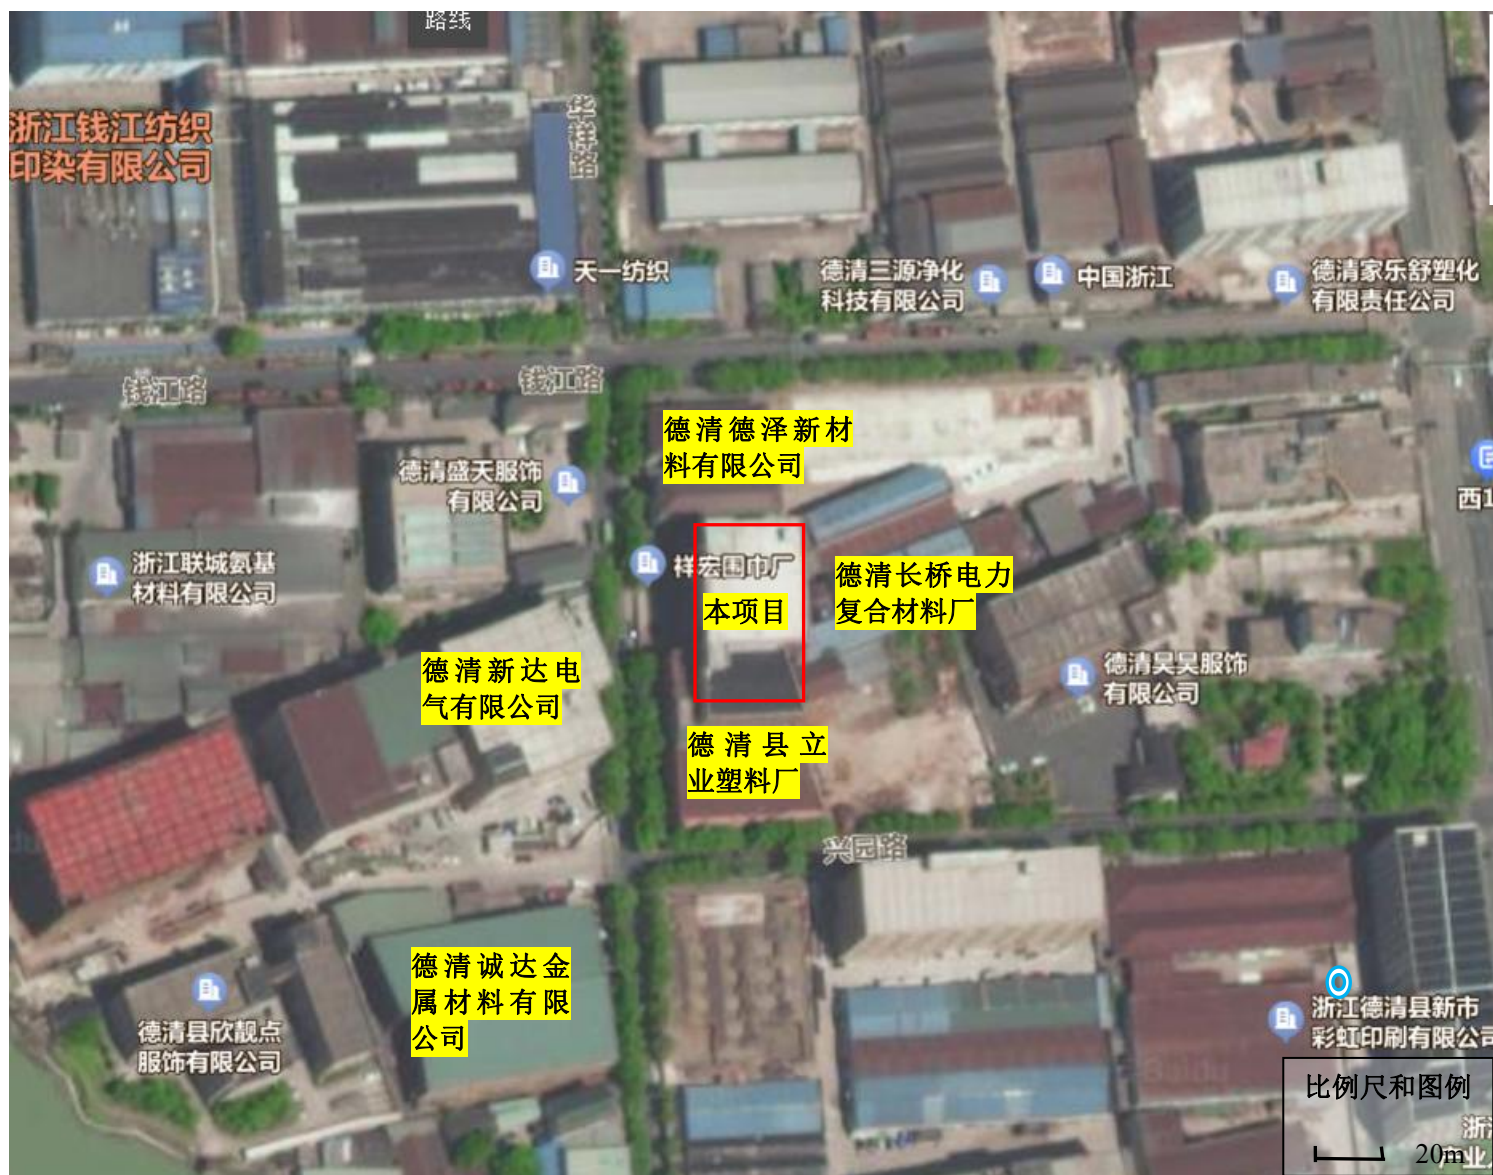 路线
浙江钱江纺织
印染有限公司
华祥路
天一纺织
德清三源净化
科技有限公司
中国浙江
德清家乐舒塑化
有限责任公司
钱江路
钱江路
德清德泽新材
料有限公司
德清盛天服饰
有限公司
西1
浙江联城氨基
材料有限公司
祥宏围巾厂
本项目
德清长桥电力
复合材料厂
德清新达电
气有限公司
德清昊昊服饰
有限公司
德清县立
业塑料厂
兴园路
德清诚达金
属材料有限
公司
德清县欣靓点
服饰有限公司
浙江德清县新市
彩虹印刷有限公司
比例尺和图例
20m